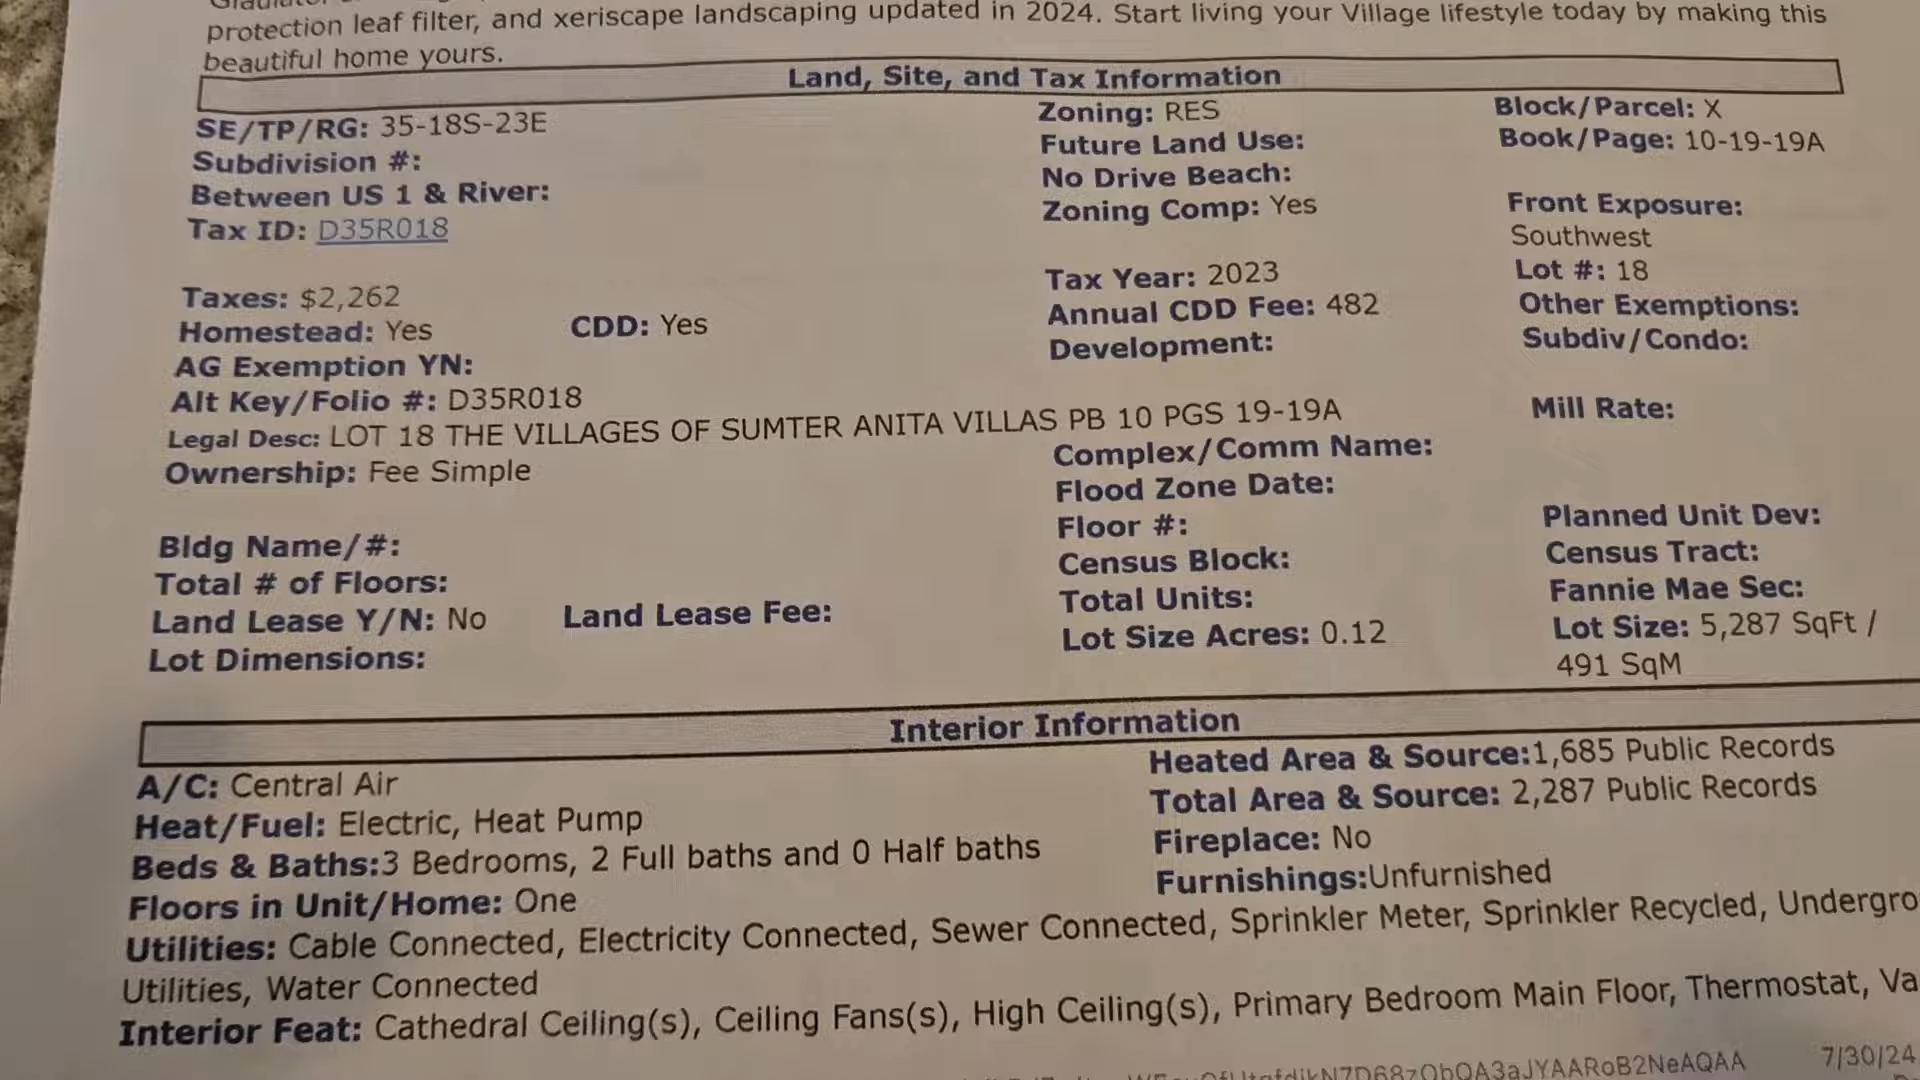 protection leaf filter, and xeriscape landscaping updated in 2024. Start living your Village lifestyle today by making this
beautiful home yours.
Land, Site, and Tax Information
SE/TP/RG: 35-18S-23E
Subdivision #:
Between US 1 & River:
Tax ID: D35R018
Zoning: RES
Future Land Use:
No Drive Beach:
Zoning Comp: Yes
Block/Parcel: X
Book/Page: 10-19-19A
Front Exposure:
Southwest
Taxes: $2,262
Homestead: Yes CDD: Yes
AG Exemption YN:
Alt Key/Folio #: D35R018
Tax Year: 2023
Annual CDD Fee: 482
Development:
Lot #: 18
Other Exemptions:
Subdiv/Condo:
Legal Desc: LOT 18 THE VILLAGES OF SUMTER ANITA VILLAS PB 10 PGS 19-19A
Mill Rate:
Ownership: Fee Simple
Complex/Comm Name:
Flood Zone Date:
Floor #:
Census Block:
Total Units:
Lot Size Acres: 0.12
Bldg Name/#:
Total # of Floors:
Land Lease Y/N: No Land Lease Fee:
Lot Dimensions:
Planned Unit Dev:
Census Tract:
Fannie Mae Sec:
Lot Size: 5,287 SqFt /
491 SqM
Interior Information
A/C: Central Air
Heat/Fuel: Electric, Heat Pump
Beds & Baths:3 Bedrooms, 2 Full baths and 0 Half baths
Floors in Unit/Home: One
Heated Area & Source:1,685 Public Records
Total Area & Source: 2,287 Public Records
Fireplace: No
Furnishings:Unfurnished
Utilities: Cable Connected, Electricity Connected, Sewer Connected, Sprinkler Meter, Sprinkler Recycled, Undergro
Utilities, Water Connected
Interior Feat: Cathedral Ceiling(s), Ceiling Fans(s), High Ceiling(s), Primary Bedroom Main Floor, Thermostat, Va
7/30/24